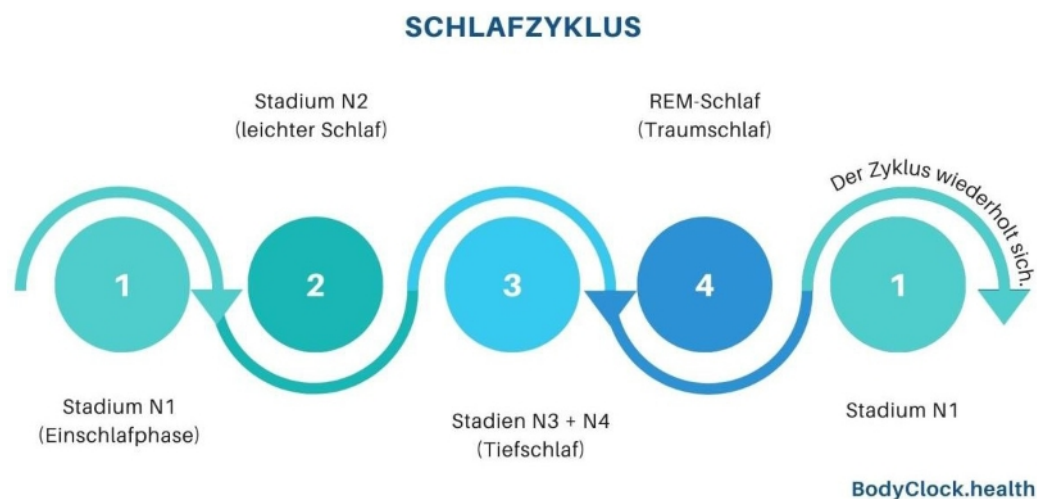 SCHLAFZYKLUS
Stadium N2
(leichter Schlaf)
REM-Schlaf
(Traumschlaf)
Der Zyklus wiederholt sich.
1
2
3
4
1
Stadium N1
(Einschlafphase)
Stadien N3 + N4
(Tiefschlaf)
Stadium N1
BodyClock.health